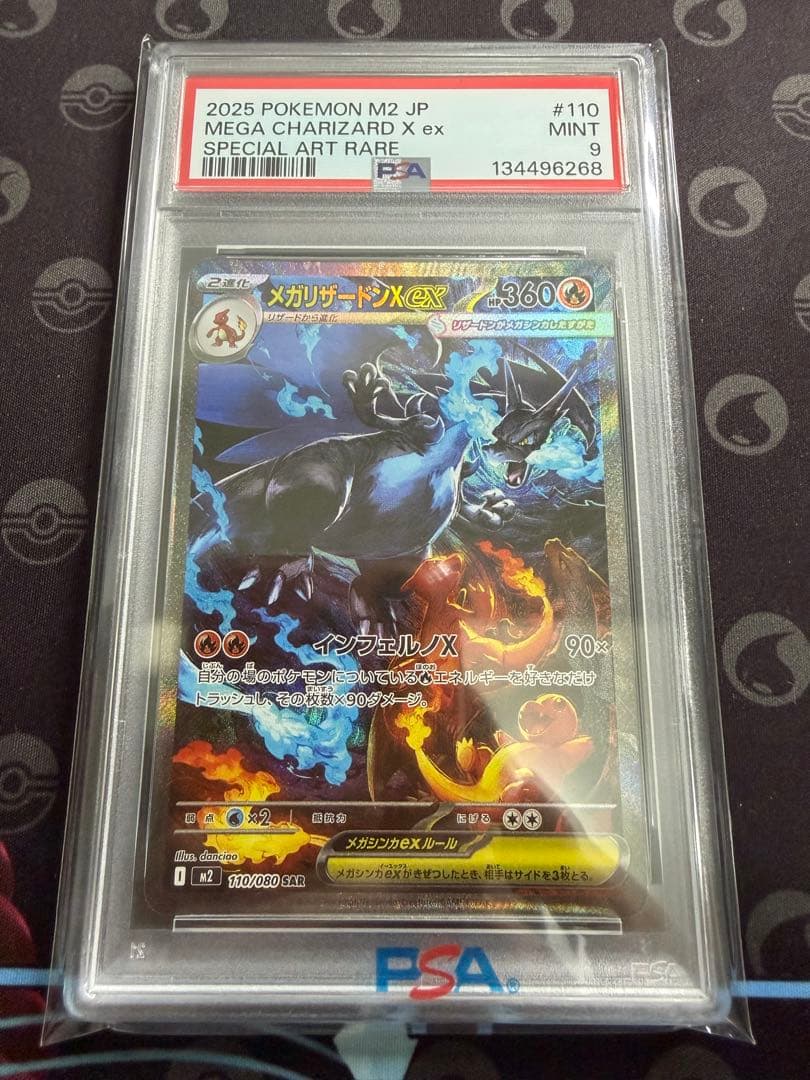 2025 POKEMON M2 JP #110
MEGA CHARIZARD X ex MINT
SPECIAL ART RARE 9
PSA 134496268
2進化
メガリザードンXex HP360
リザードから進化
リザードンがメガシンカしたすがた
インフェルノX 90×
自分の場のポケモンについている エネルギーを好きなだけ
トラッシュし、その枚数×90ダメージ。
弱点 ×2 抵抗力 にげる
メガシンカexルール
メガシンカexがきぜつしたとき、相手はサイドを3枚とる。
Illus. danciao
M2 110/080 SAR
PSA
PSA